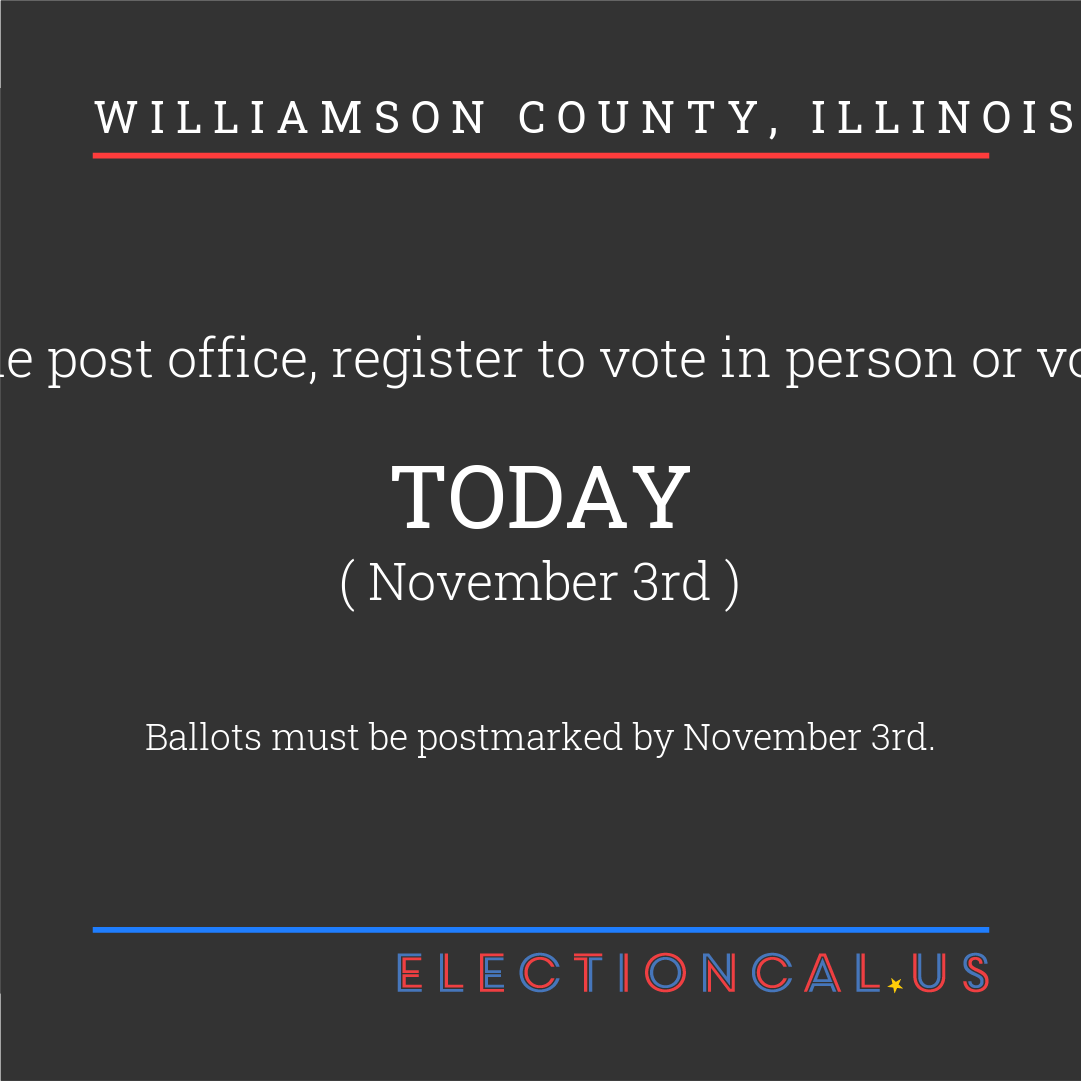 WILLIAMSON COUNTY, ILLINOIS
post office, register to vote in person or
TODAY
( November 3rd )
Ballots must be postmarked by November 3rd.
ELECTIONCAL.US